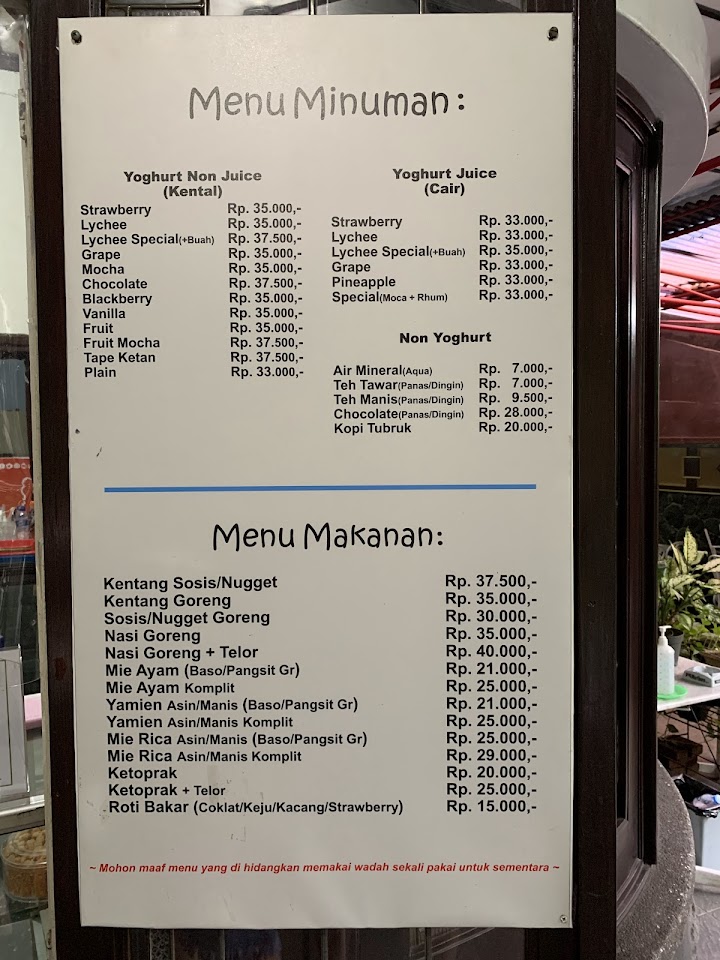 Menu Minuman :
Yoghurt Non Juice
(Kental)
Strawberry Rp. 35.000,-
Lychee Rp. 35.000,-
Lychee Special(+Buah) Rp. 37.500,-
Grape Rp. 35.000,-
Mocha Rp. 35.000,-
Chocolate Rp. 37.500,-
Blackberry Rp. 35.000,-
Vanilla Rp. 35.000,-
Fruit Rp. 35.000,-
Fruit Mocha Rp. 37.500,-
Tape Ketan Rp. 37.500,-
Plain Rp. 33.000,-
Yoghurt Juice
(Cair)
Strawberry Rp. 33.000,-
Lychee Rp. 33.000,-
Lychee Special(+Buah) Rp. 35.000,-
Grape Rp. 33.000,-
Pineapple Rp. 33.000,-
Special(Moca + Rhum) Rp. 33.000,-
Non Yoghurt
Air Mineral(Aqua) Rp. 7.000,-
Teh Tawar(Panas/Dingin) Rp. 7.000,-
Teh Manis(Panas/Dingin) Rp. 9.500,-
Chocolate(Panas/Dingin) Rp. 28.000,-
Kopi Tubruk Rp. 20.000,-
Menu Makanan:
Kentang Sosis/Nugget Rp. 37.500,-
Kentang Goreng Rp. 35.000,-
Sosis/Nugget Goreng Rp. 30.000,-
Nasi Goreng Rp. 35.000,-
Nasi Goreng + Telor Rp. 40.000,-
Mie Ayam (Baso/Pangsit Gr) Rp. 21.000,-
Mie Ayam Komplit Rp. 25.000,-
Yamien Asin/Manis (Baso/Pangsit Gr) Rp. 21.000,-
Yamien Asin/Manis Komplit Rp. 25.000,-
Mie Rica Asin/Manis (Baso/Pangsit Gr) Rp. 25.000,-
Mie Rica Asin/Manis Komplit Rp. 29.000,-
Ketoprak Rp. 20.000,-
Ketoprak + Telor Rp. 25.000,-
Roti Bakar (Coklat/Keju/Kacang/Strawberry) Rp. 15.000,-
~ Mohon maaf menu yang di hidangkan memakai wadah sekali pakai untuk sementara ~